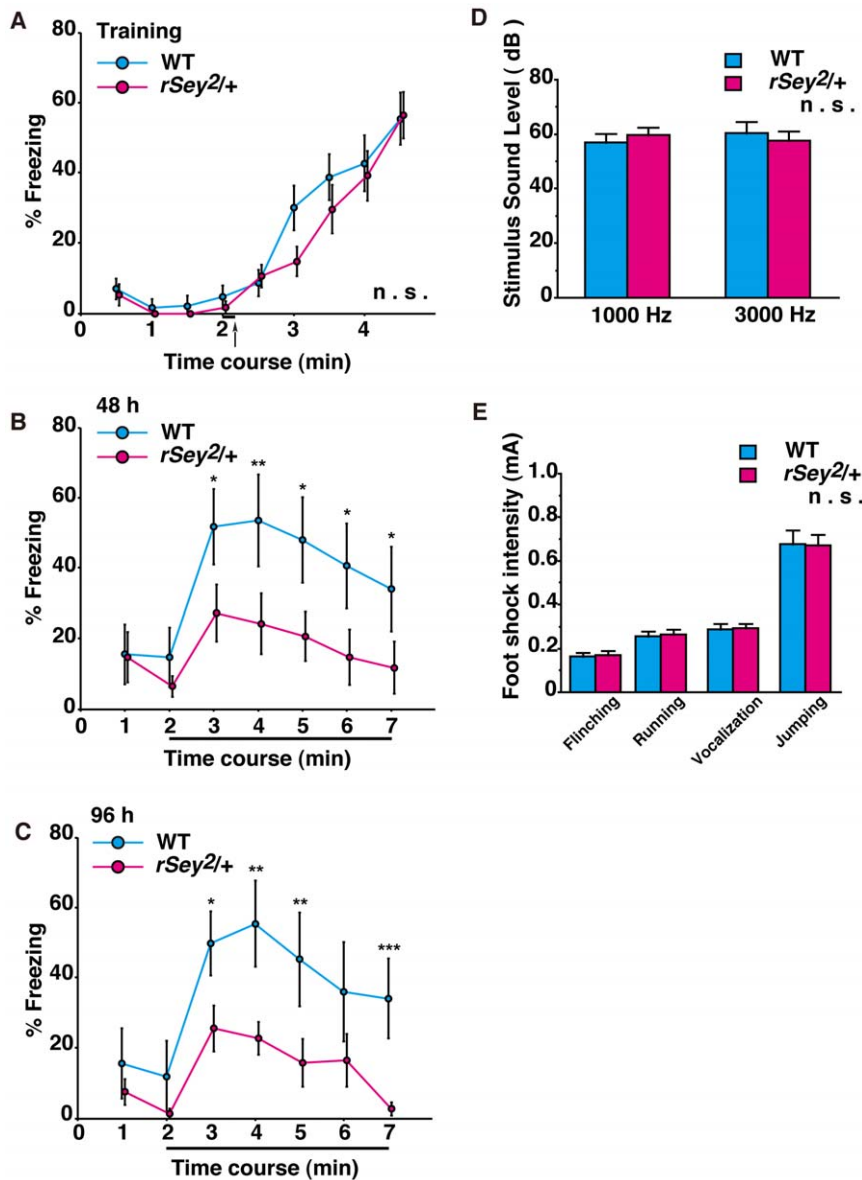 A
Training
WT
rSey2/+
80
60
40
20
0
% Freezing
n . s .
0 1 2 3 4
Time course (min)
B
48 h
WT
rSey2/+
80
60
40
20
0
% Freezing
* ** * * *
0 1 2 3 4 5 6 7
Time course (min)
C
96 h
WT
rSey2/+
80
60
40
20
0
% Freezing
* ** ** ***
0 1 2 3 4 5 6 7
Time course (min)
D
WT
rSey2/+
n . s .
Stimulus Sound Level ( dB)
80
60
40
20
0
1000 Hz 3000 Hz
E
WT
rSey2/+
n . s .
Foot shock intensity (mA)
1.0
0.8
0.6
0.4
0.2
0
Flinching
Running
Vocalization
Jumping